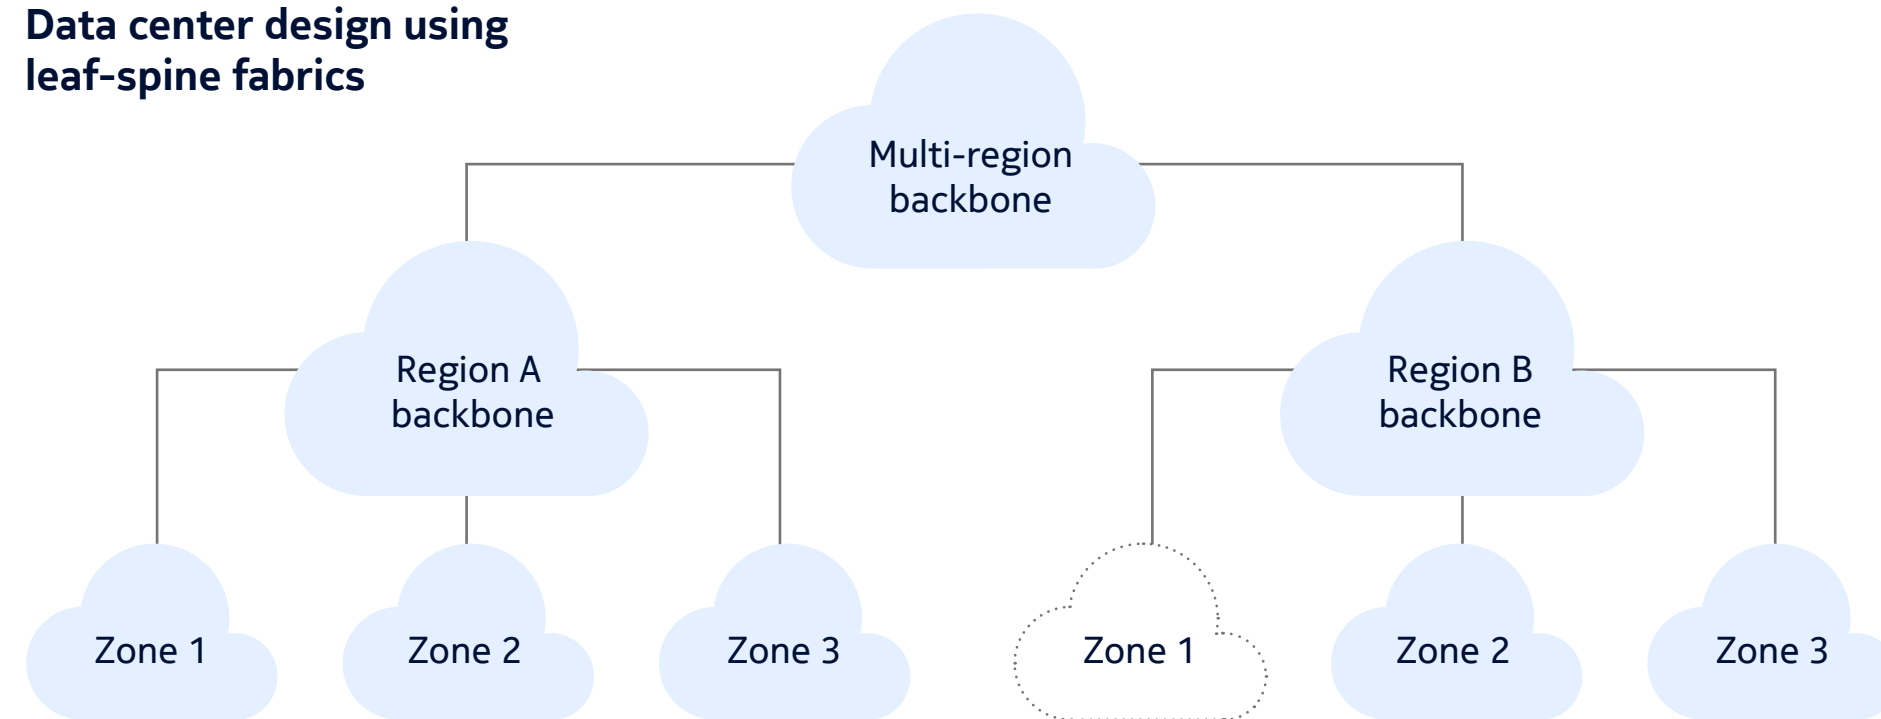 Data center design using
leaf-spine fabrics
Multi-region
backbone
Region A
backbone
Region B
backbone
Zone 1
Zone 2
Zone 3
Zone 1
Zone 2
Zone 3